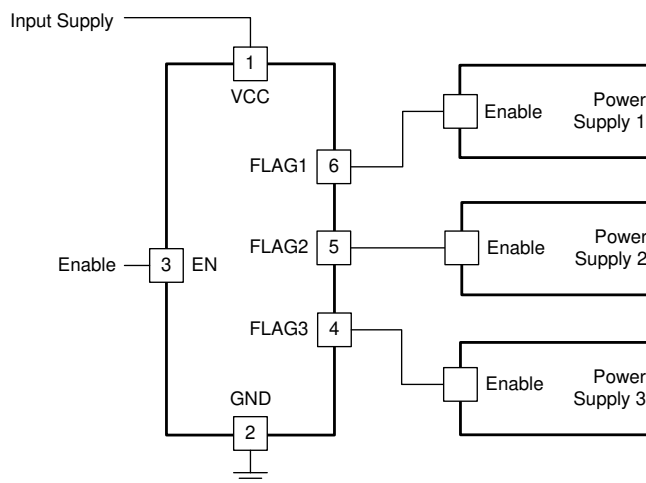 Input Supply
1
VCC
Enable
Power
Supply 1
FLAG1
6
FLAG2
5
Enable
Power
Supply 2
Enable
3
EN
FLAG3
4
Enable
Power
Supply 3
GND
2